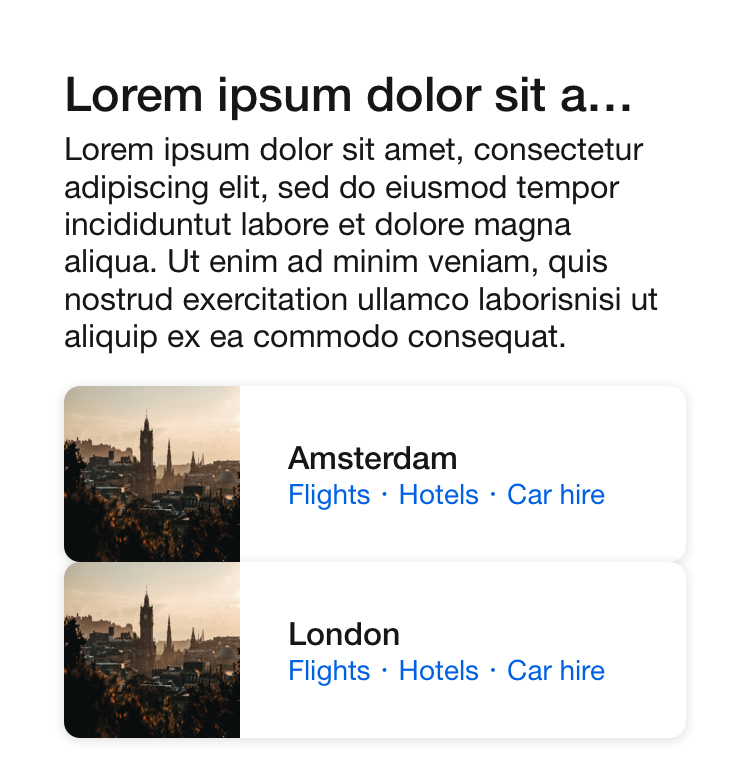 Lorem ipsum dolor sit a...
Lorem ipsum dolor sit amet, consectetur
adipiscing elit, sed do eiusmod tempor
incididuntut labore et dolore magna
aliqua. Ut enim ad minim veniam, quis
nostrud exercitation ullamco laborisnisi ut
aliquip ex ea commodo consequat.
Amsterdam
Flights · Hotels · Car hire
London
Flights · Hotels · Car hire